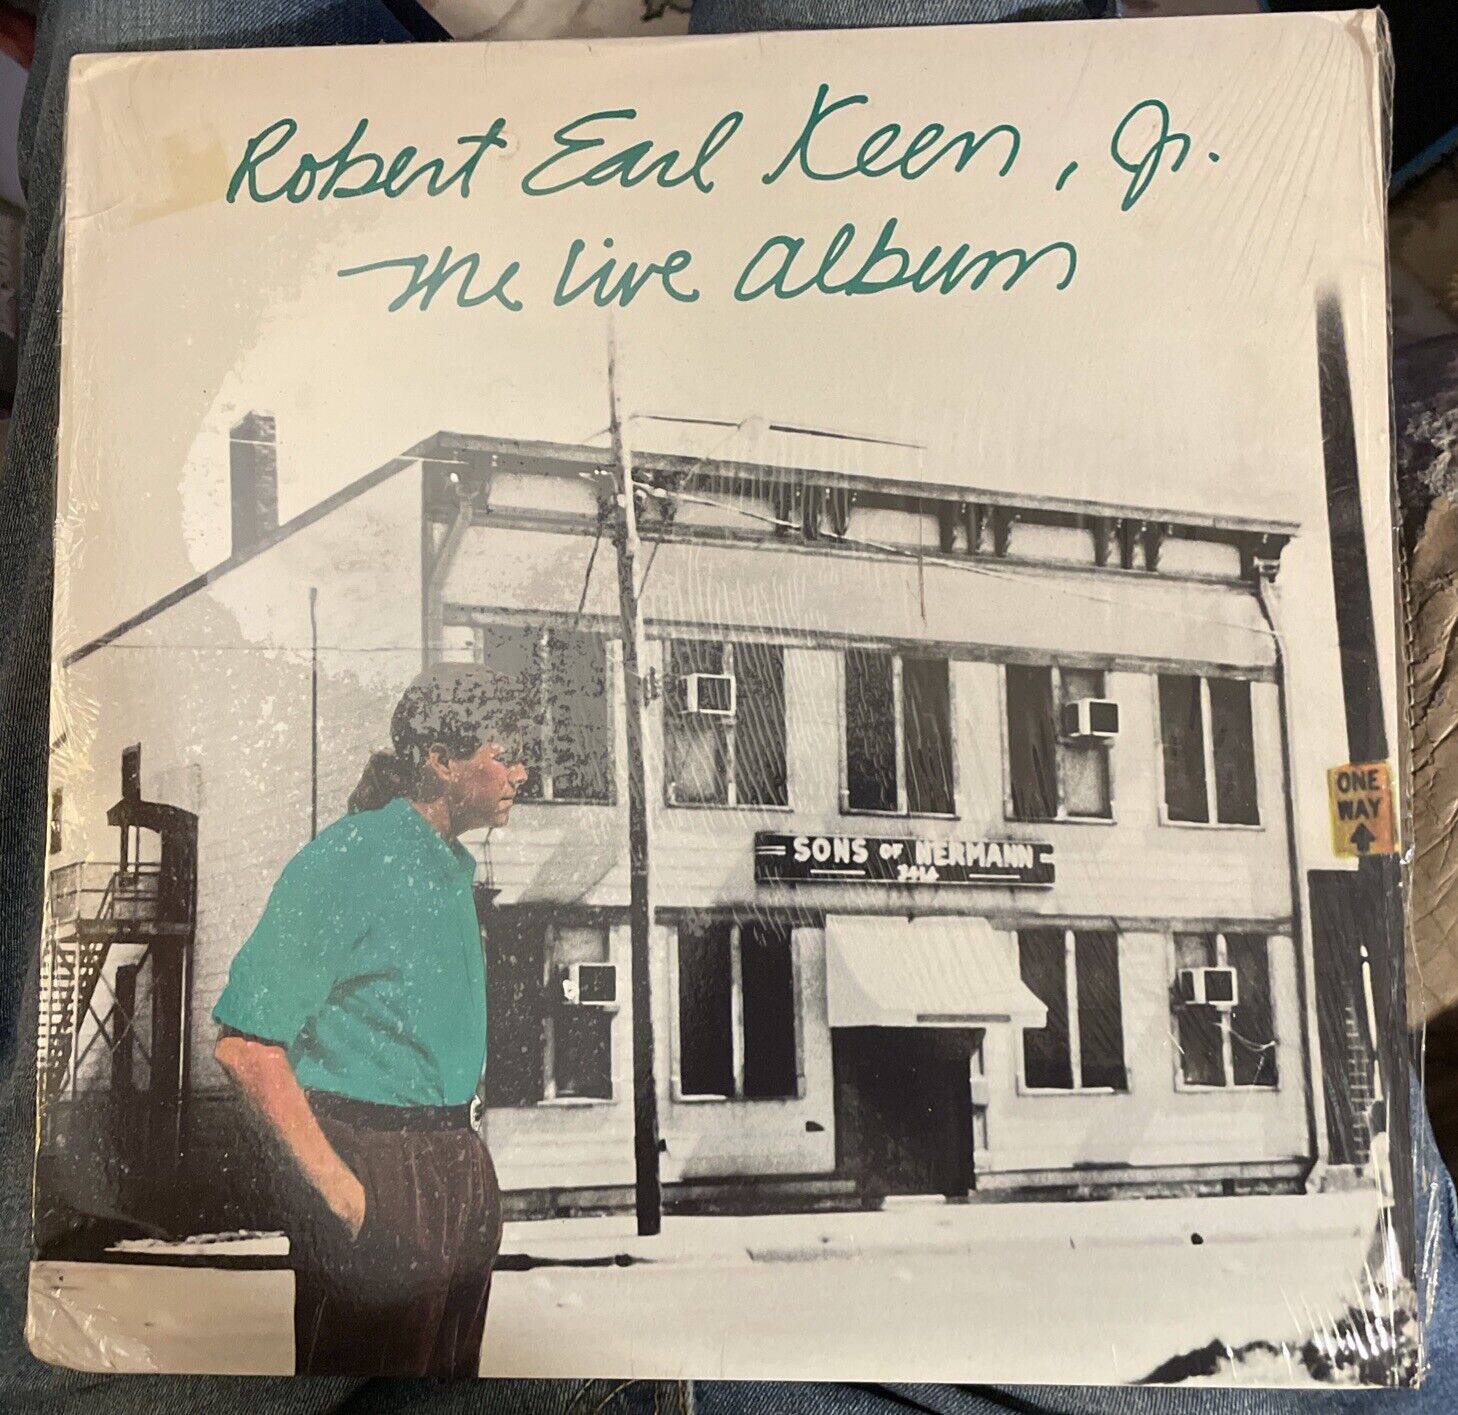 Robert Earl Keen, Jr.
The Live Album
SONS OF HERMANN
3414
ONE
WAY